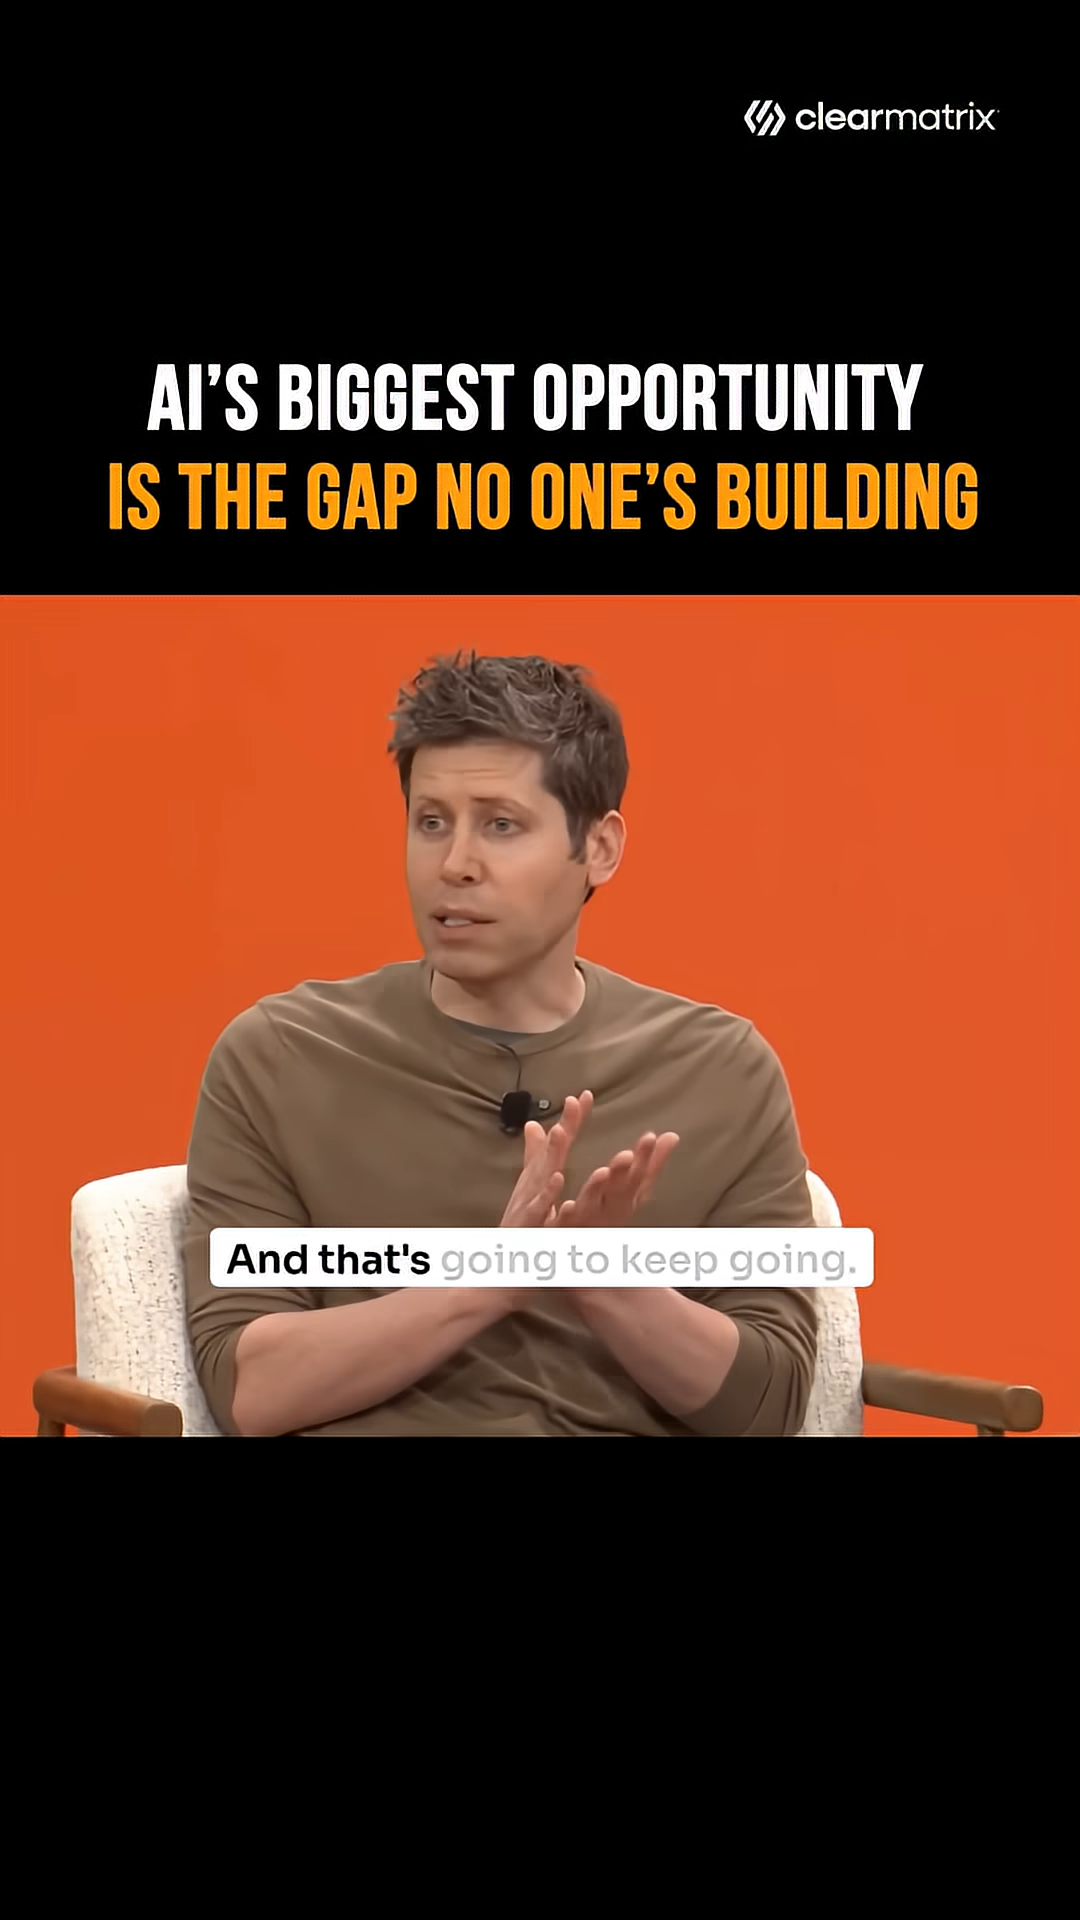 clearmatrix
AI’S BIGGEST OPPORTUNITY
IS THE GAP NO ONE’S BUILDING
And that's going to keep going.